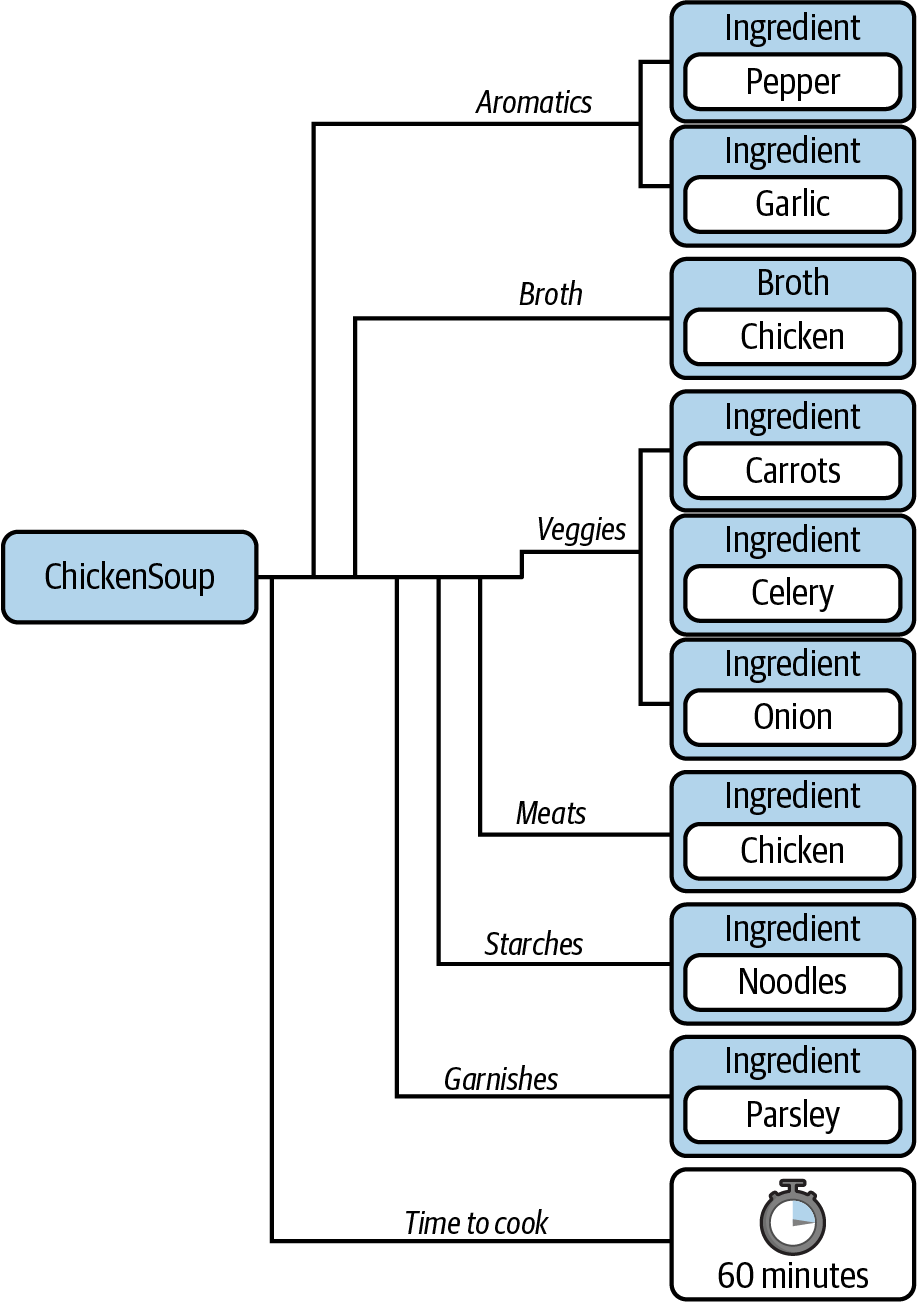 Ingredient
Pepper
Aromatics
Ingredient
Garlic
Broth
Broth
Chicken
Ingredient
Carrots
Veggies
Ingredient
Celery
ChickenSoup
Ingredient
Onion
Ingredient
Meats
Chicken
Ingredient
Starches
Noodles
Ingredient
Garnishes
Parsley
Time to cook
60 minutes